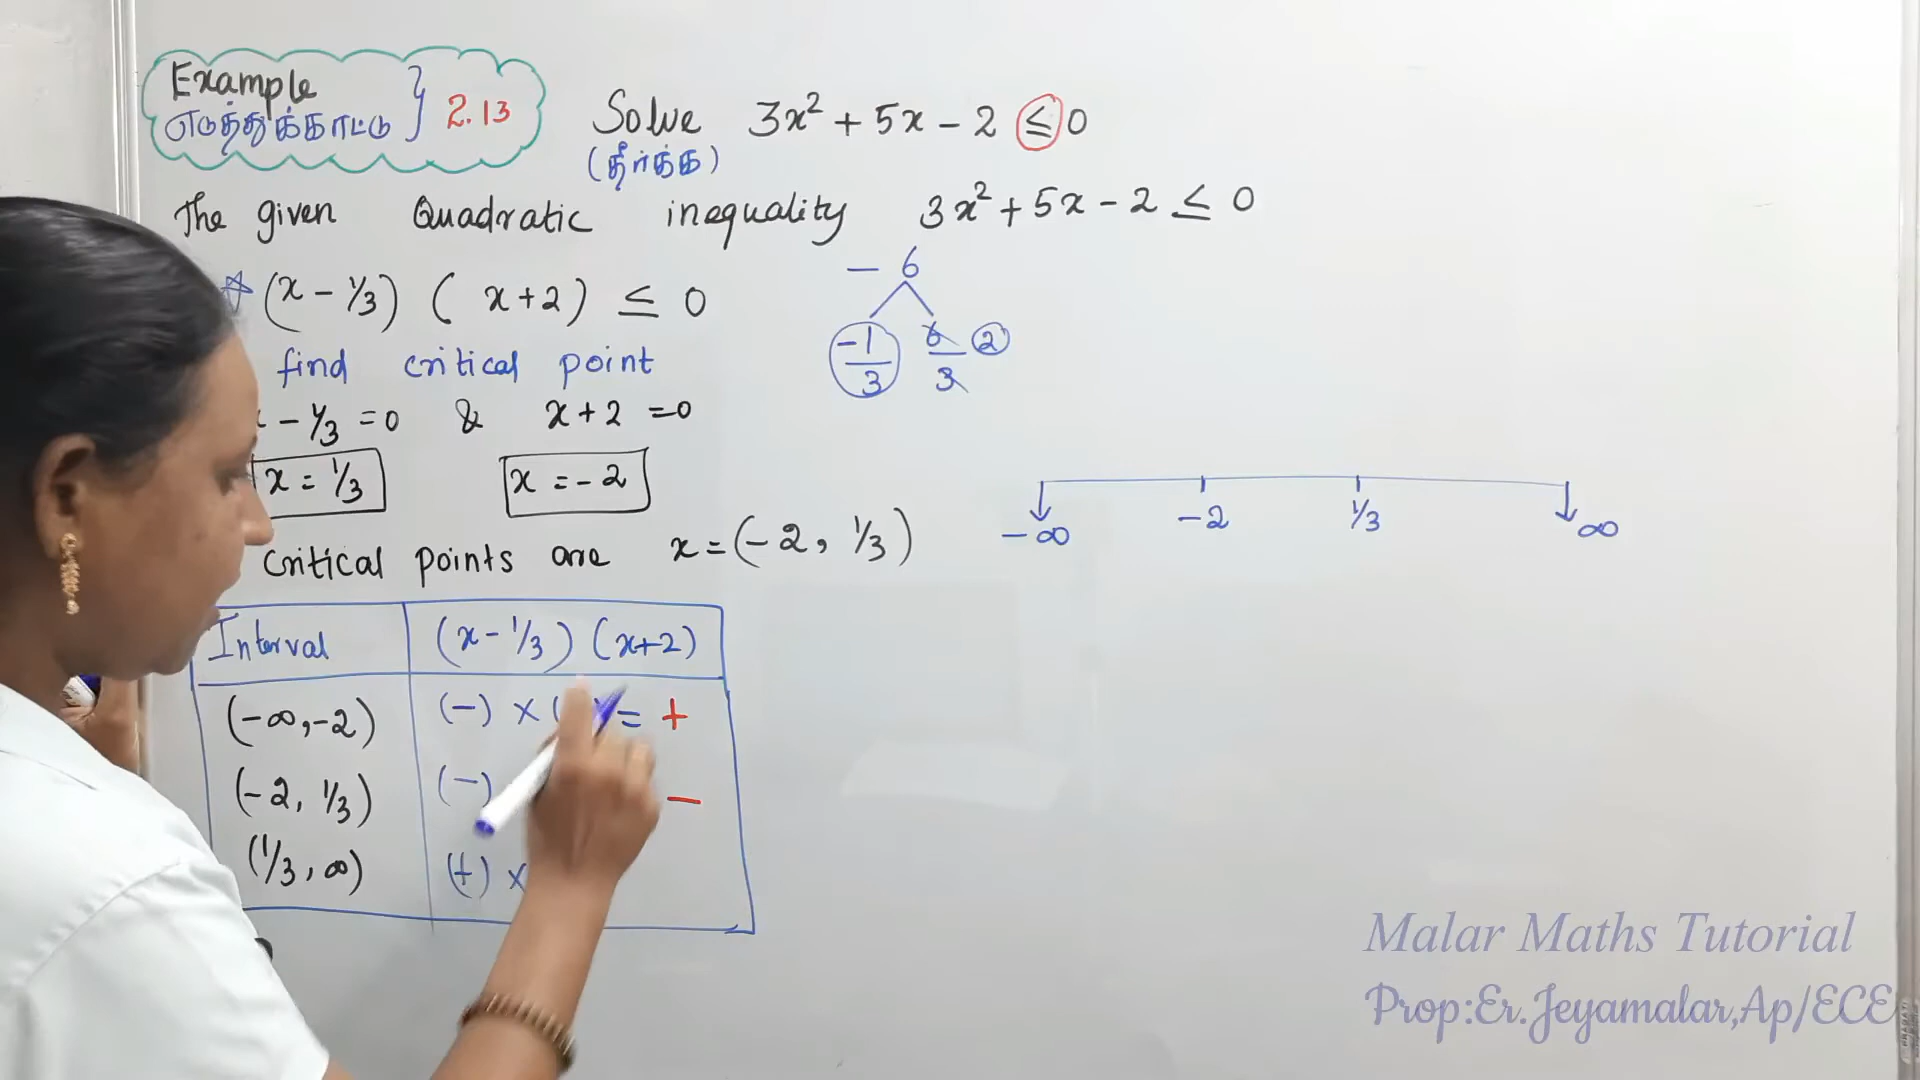 Example
எடுத்துக்காட்டு } 2.13
Solve 3x² + 5x - 2 ≤ 0
(தீர்க்க)
The given Quadratic inequality 3x² + 5x - 2 ≤ 0
(x - 1/3) ( x + 2 ) ≤ 0
- 6
-1/3 6/3 2
find critical point
- 1/3 = 0 & x + 2 = 0
x = 1/3 x = - 2
-∞ -2 1/3 ∞
Critical points are x = (-2, 1/3)
Interval (x - 1/3) (x+2)
(-∞,-2) (-) × = +
(-2, 1/3) (-) -
(1/3, ∞) (+) ×
Malar Maths Tutorial
Prop:Er.Jeyamalar,Ap/ECE